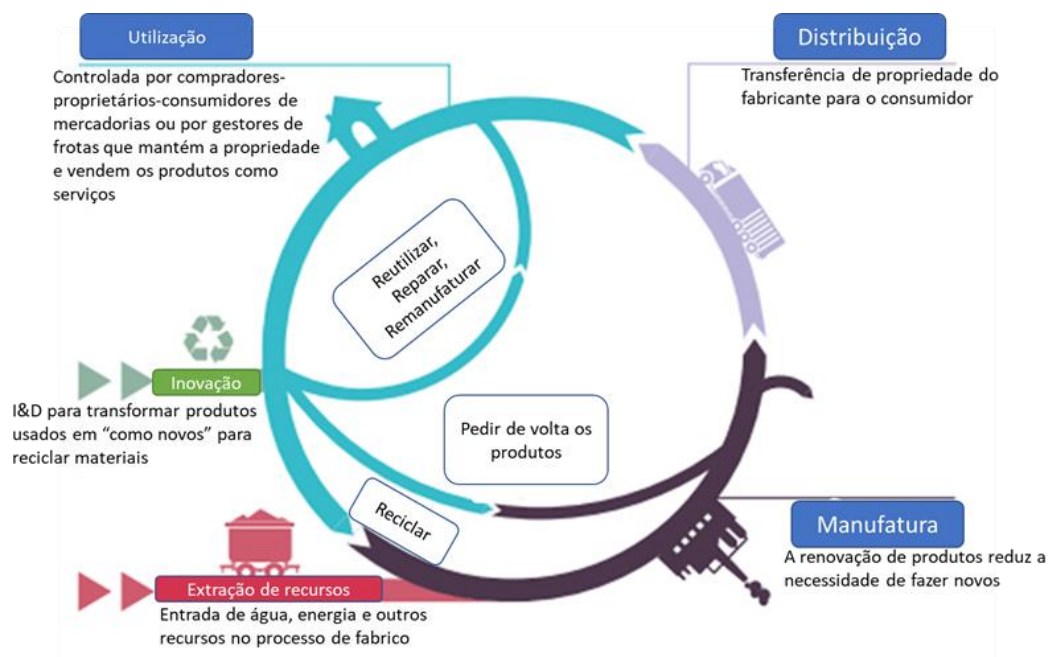 Utilização
Controlada por compradores-
proprietários-consumidores de
mercadorias ou por gestores de
frotas que mantém a propriedade
e vendem os produtos como
serviços
Distribuição
Transferência de propriedade do
fabricante para o consumidor
Reutilizar,
Reparar,
Remanufaturar
Inovação
I&D para transformar produtos
usados em “como novos” para
reciclar materiais
Pedir de volta os
produtos
Reciclar
Manufatura
A renovação de produtos reduz a
necessidade de fazer novos
Extração de recursos
Entrada de água, energia e outros
recursos no processo de fabrico